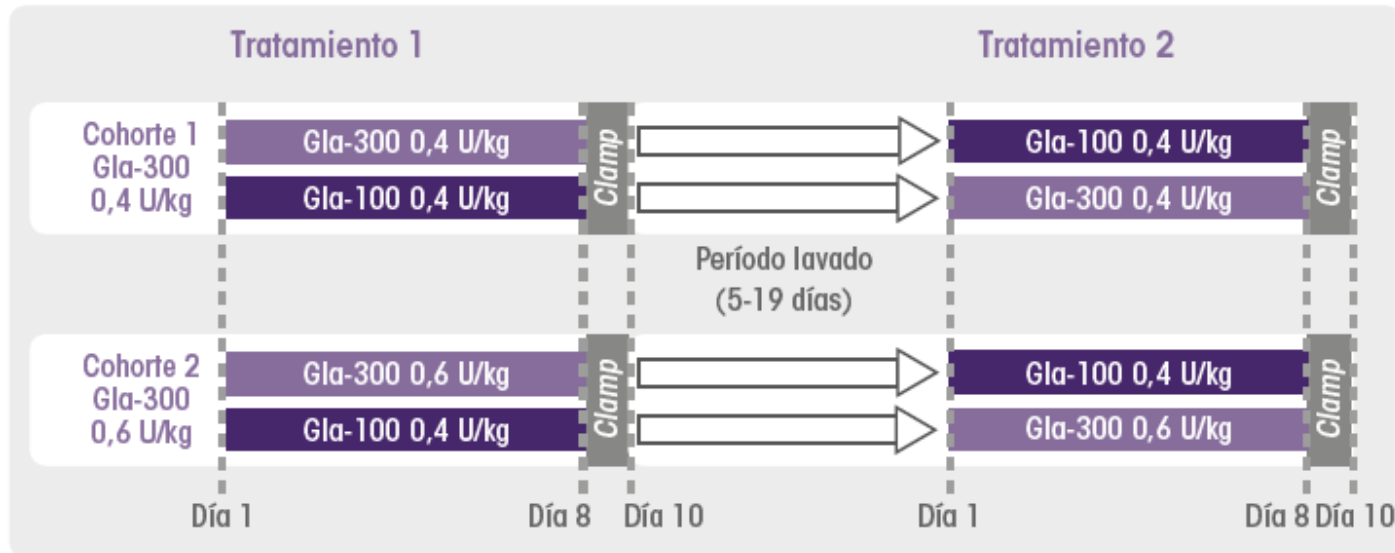 Tratamiento 1
Tratamiento 2
Cohorte 1
Gla-300
0,4 U/kg
Gla-300 0,4 U/kg
Gla-100 0,4 U/kg
Clamp
Gla-100 0,4 U/kg
Gla-300 0,4 U/kg
Clamp
Período lavado
(5-19 días)
Cohorte 2
Gla-300
0,6 U/kg
Gla-300 0,6 U/kg
Gla-100 0,4 U/kg
Clamp
Gla-100 0,4 U/kg
Gla-300 0,6 U/kg
Clamp
Día 1
Día 8
Día 10
Día 1
Día 8
Día 10